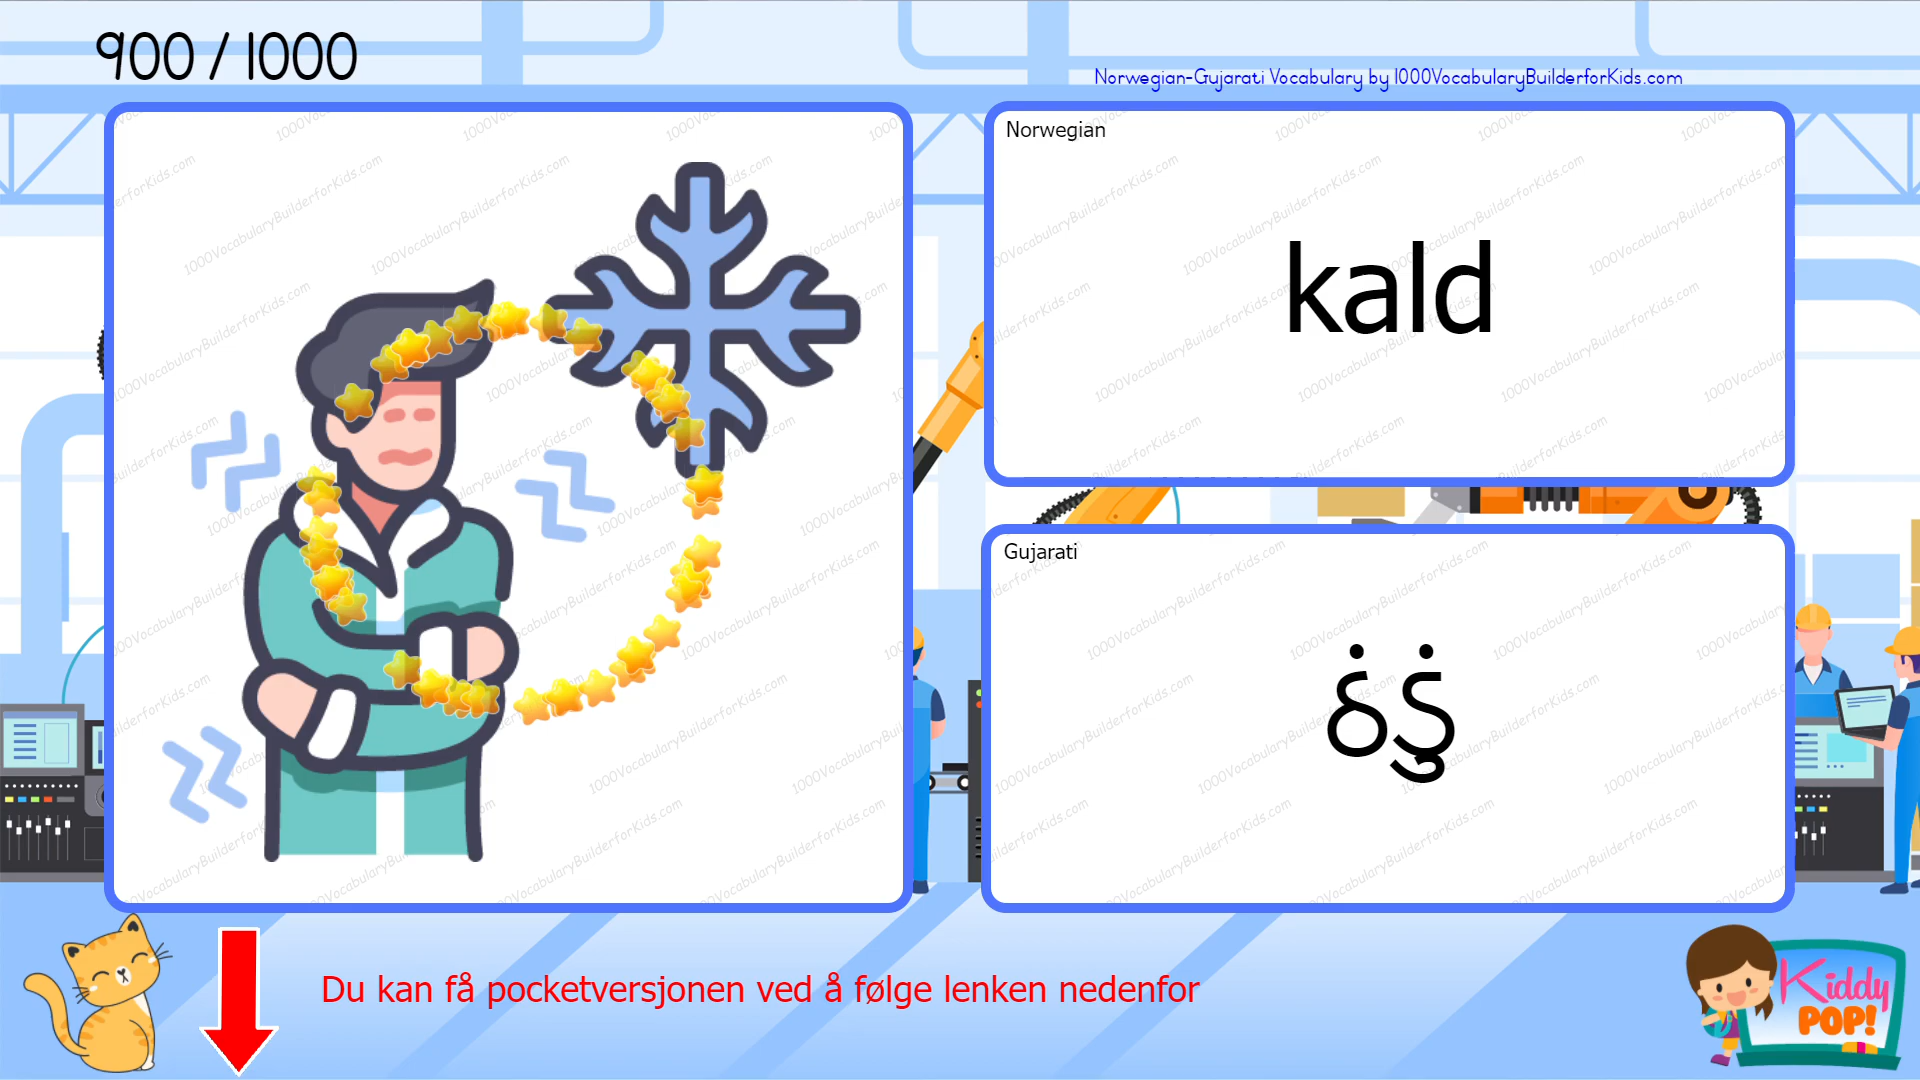 900 / 1000
Norwegian-Gujarati Vocabulary by 1000VocabularyBuilderforKids.com
Norwegian
kald
Gujarati
ઠંડું
Du kan få pocketversjonen ved å følge lenken nedenfor
Kiddy
POP!